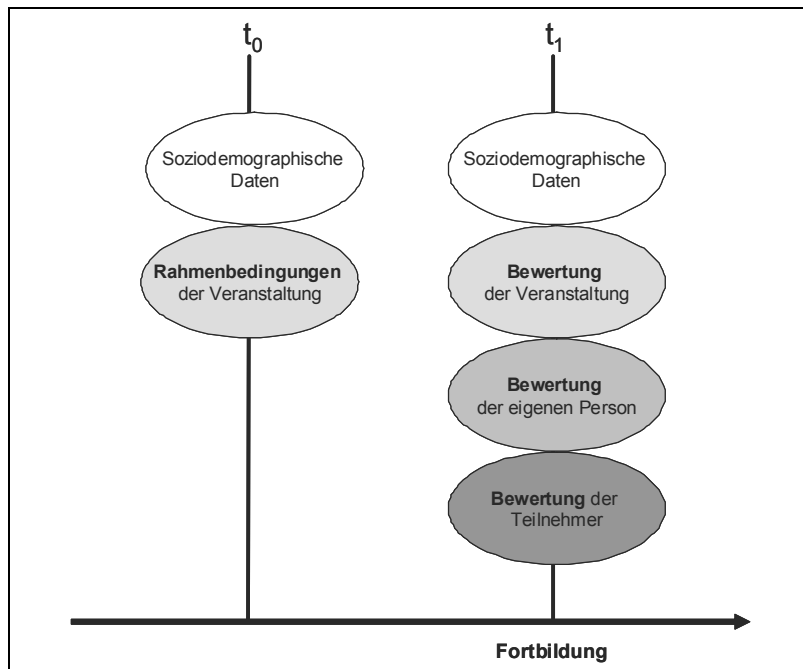 t0
Soziodemographische
Daten
Rahmenbedingungen
der Veranstaltung
t1
Soziodemographische
Daten
Bewertung
der Veranstaltung
Bewertung
der eigenen Person
Bewertung der
Teilnehmer
Fortbildung